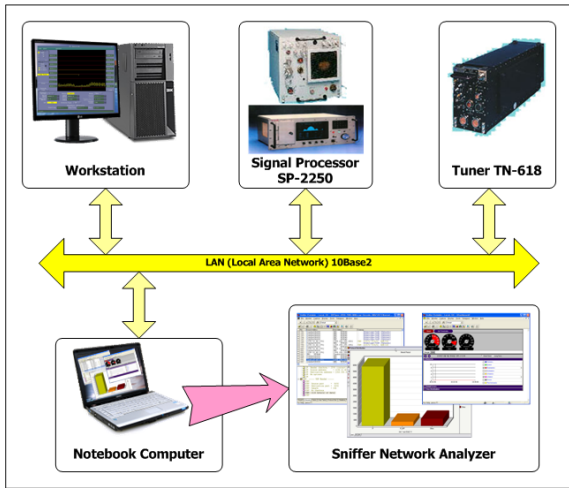 Workstation
Signal Processor
SP-2250
Tuner TN-618
LAN (Local Area Network) 10Base2
Notebook Computer
Sniffer Network Analyzer